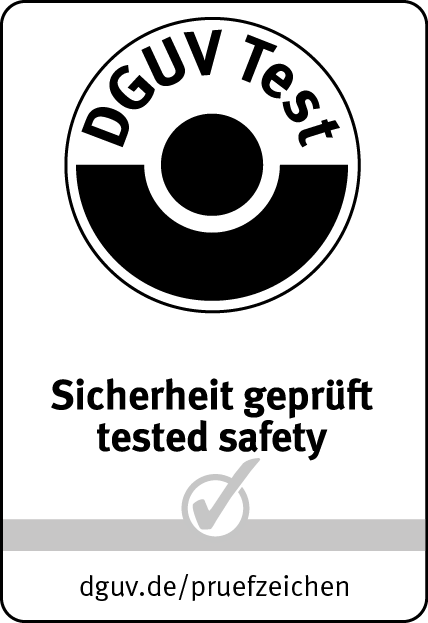 DGUV Test
Sicherheit geprüft
tested safety
dguv.de/pruefzeichen